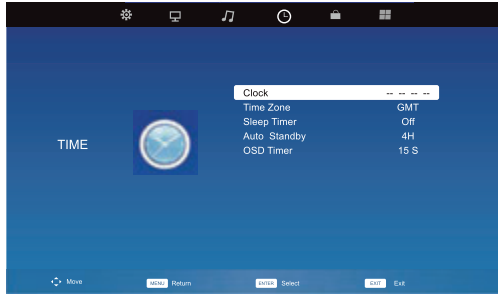 Clock -- -- -- --
Time Zone GMT
Sleep Timer Off
Auto Standby 4H
OSD Timer 15 S
TIME
Move MENU Return ENTER Select EXIT Exit